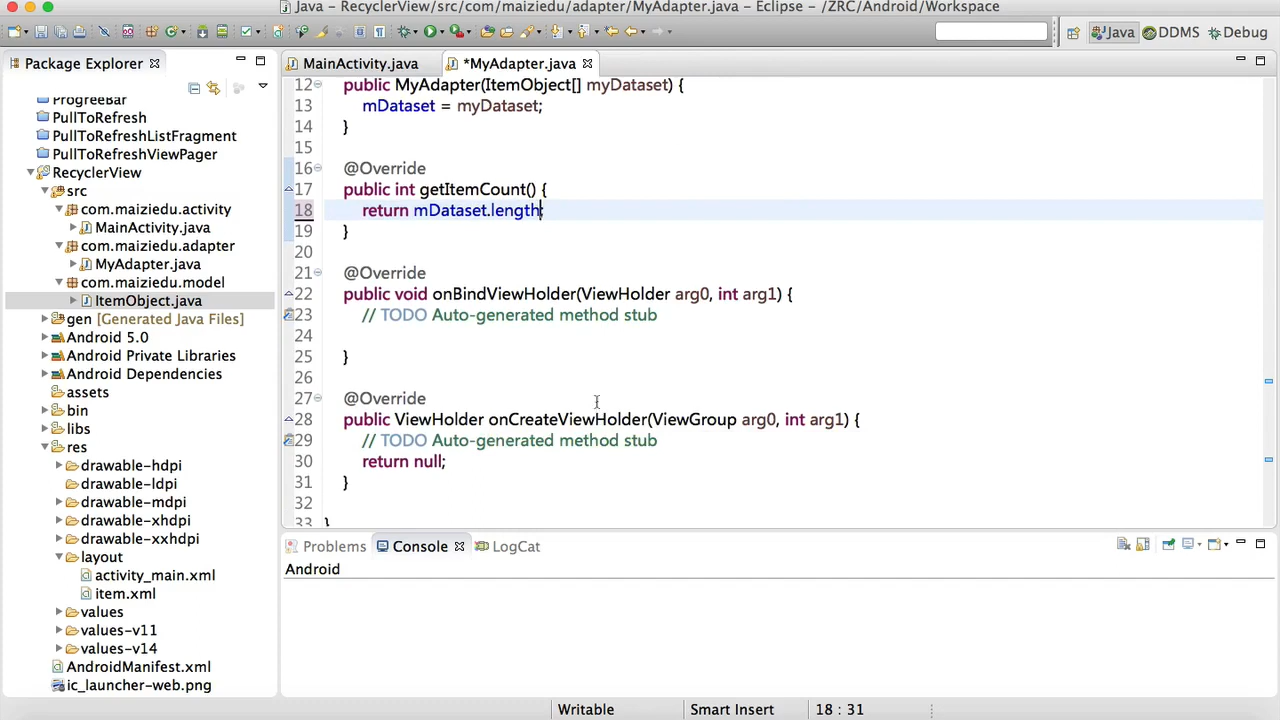 Java – RecyclerView/src/com/maiziedu/adapter/MyAdapter.java – Eclipse – /ZRC/Android/Workspace
Java DDMS Debug
Package Explorer
MainActivity.java *MyAdapter.java
ProgreeBar
PullToRefresh
PullToRefreshListFragment
PullToRefreshViewPager
RecyclerView
src
com.maiziedu.activity
MainActivity.java
com.maiziedu.adapter
MyAdapter.java
com.maiziedu.model
ItemObject.java
gen [Generated Java Files]
Android 5.0
Android Private Libraries
Android Dependencies
assets
bin
libs
res
drawable-hdpi
drawable-ldpi
drawable-mdpi
drawable-xhdpi
drawable-xxhdpi
layout
activity_main.xml
item.xml
values
values-v11
values-v14
AndroidManifest.xml
ic_launcher-web.png
12 public MyAdapter(ItemObject[] myDataset) {
13 mDataset = myDataset;
14 }
15
16 @Override
17 public int getItemCount() {
18 return mDataset.length;
19 }
20
21 @Override
22 public void onBindViewHolder(ViewHolder arg0, int arg1) {
23 // TODO Auto-generated method stub
24
25 }
26
27 @Override
28 public ViewHolder onCreateViewHolder(ViewGroup arg0, int arg1) {
29 // TODO Auto-generated method stub
30 return null;
31 }
32
33 }
Problems Console LogCat
Android
Writable Smart Insert 18 : 31